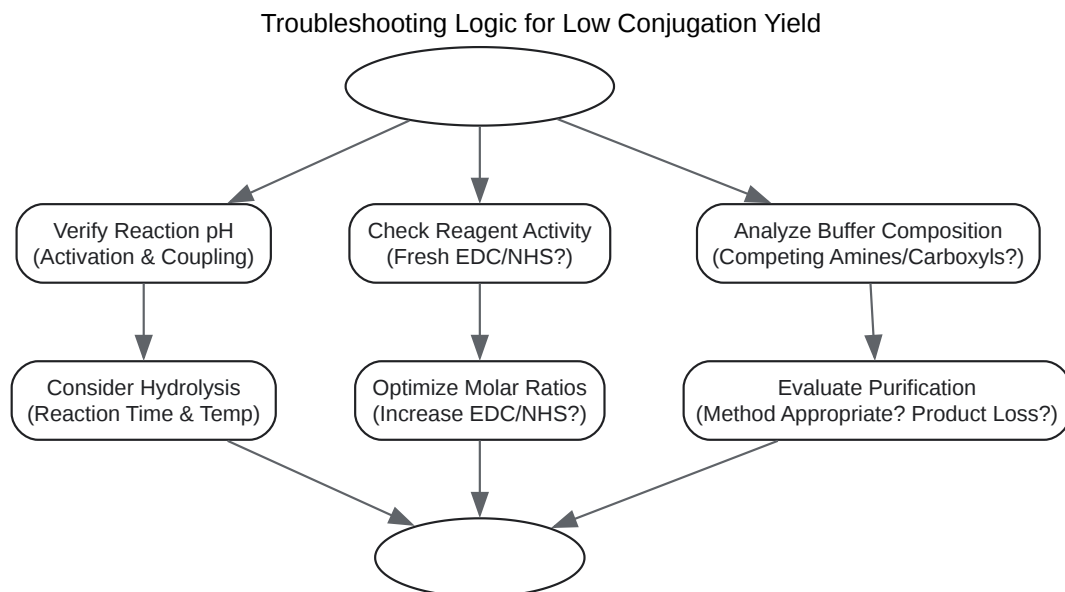 Troubleshooting Logic for Low Conjugation Yield
Verify Reaction pH
(Activation & Coupling)
Check Reagent Activity
(Fresh EDC/NHS?)
Analyze Buffer Composition
(Competing Amines/Carboxyls?)
Consider Hydrolysis
(Reaction Time & Temp)
Optimize Molar Ratios
(Increase EDC/NHS?)
Evaluate Purification
(Method Appropriate? Product Loss?)